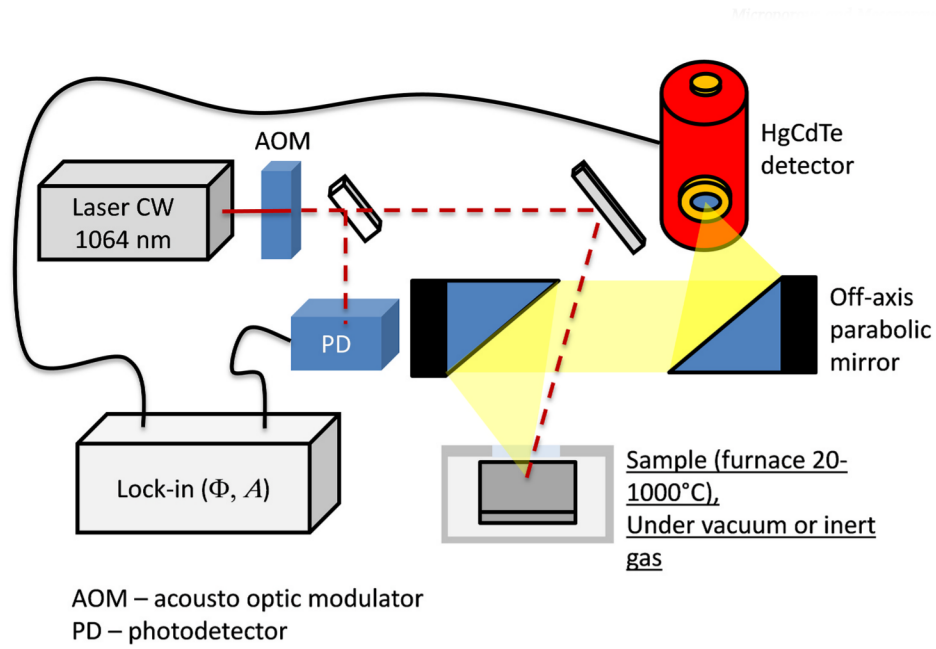 AOM
HgCdTe
detector
Laser CW
1064 nm
PD
Off-axis
parabolic
mirror
Lock-in (Φ, A)
Sample (furnace 20-
1000°C),
Under vacuum or inert
gas
AOM – acousto optic modulator
PD – photodetector